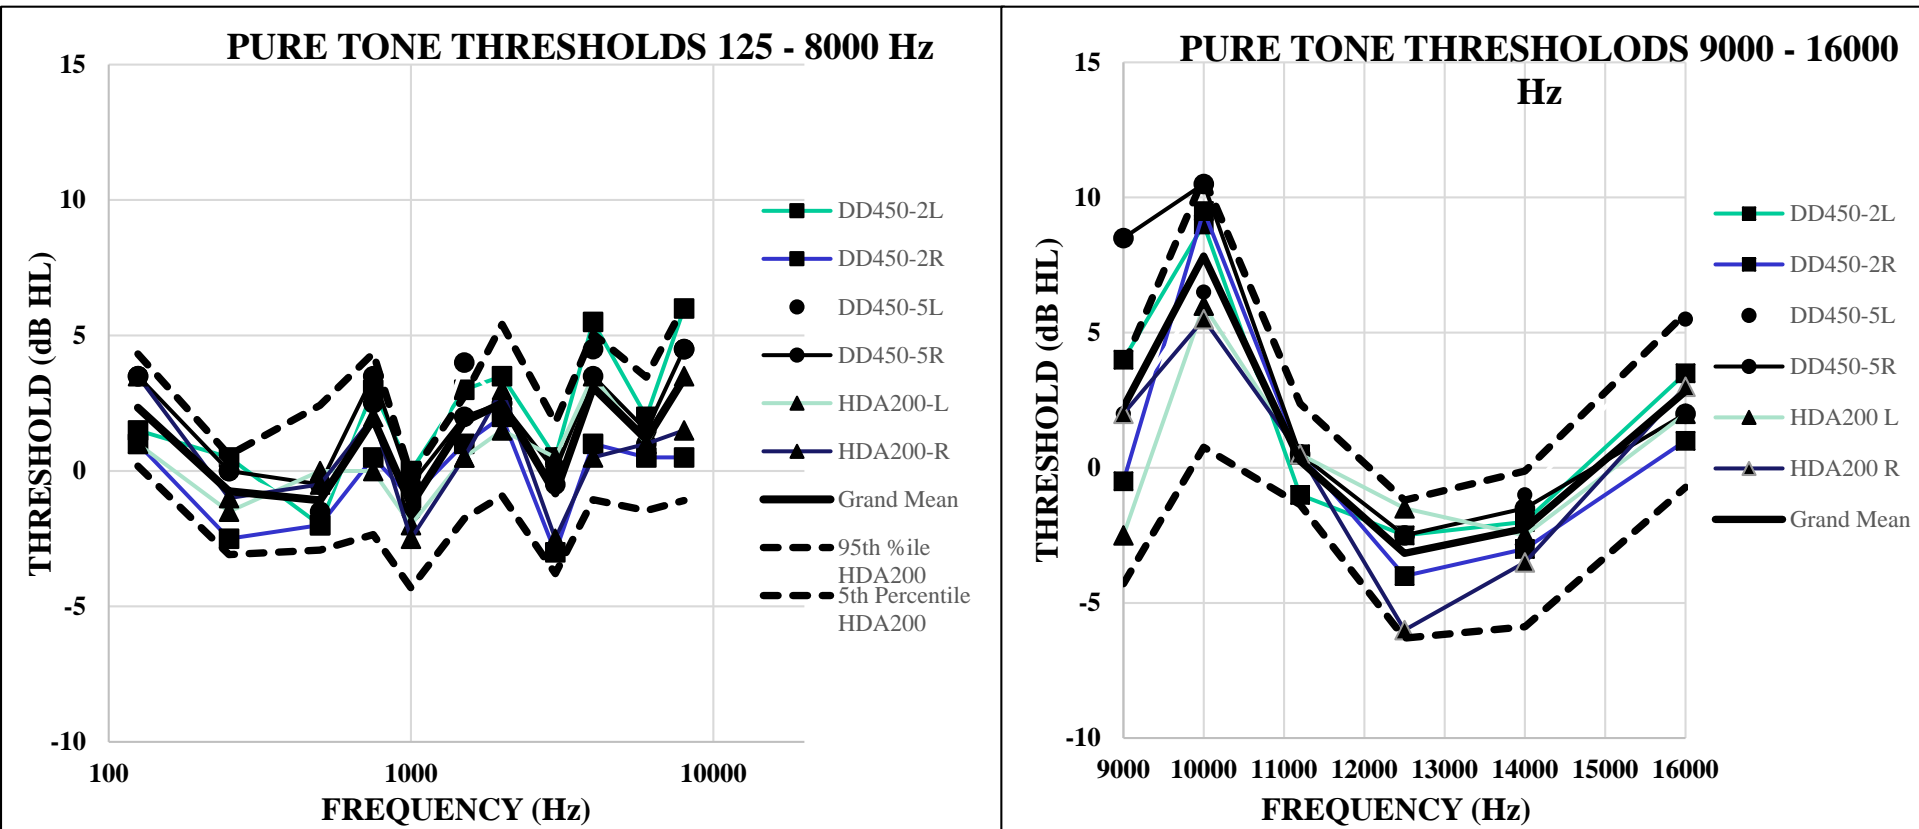 PURE TONE THRESHOLDS 125 - 8000 Hz
15
10
5
0
-5
-10
THRESHOLD (dB HL)
100
1000
10000
FREQUENCY (Hz)
DD450-2L
DD450-2R
DD450-5L
DD450-5R
HDA200-L
HDA200-R
Grand Mean
95th %ile
HDA200
5th Percentile
HDA200
PURE TONE THRESHOLODS 9000 - 16000
Hz
15
10
5
0
-5
-10
THRESHOLD (dB HL)
9000
10000
11000
12000
13000
14000
15000
16000
FREQUENCY (Hz)
DD450-2L
DD450-2R
DD450-5L
DD450-5R
HDA200 L
HDA200 R
Grand Mean